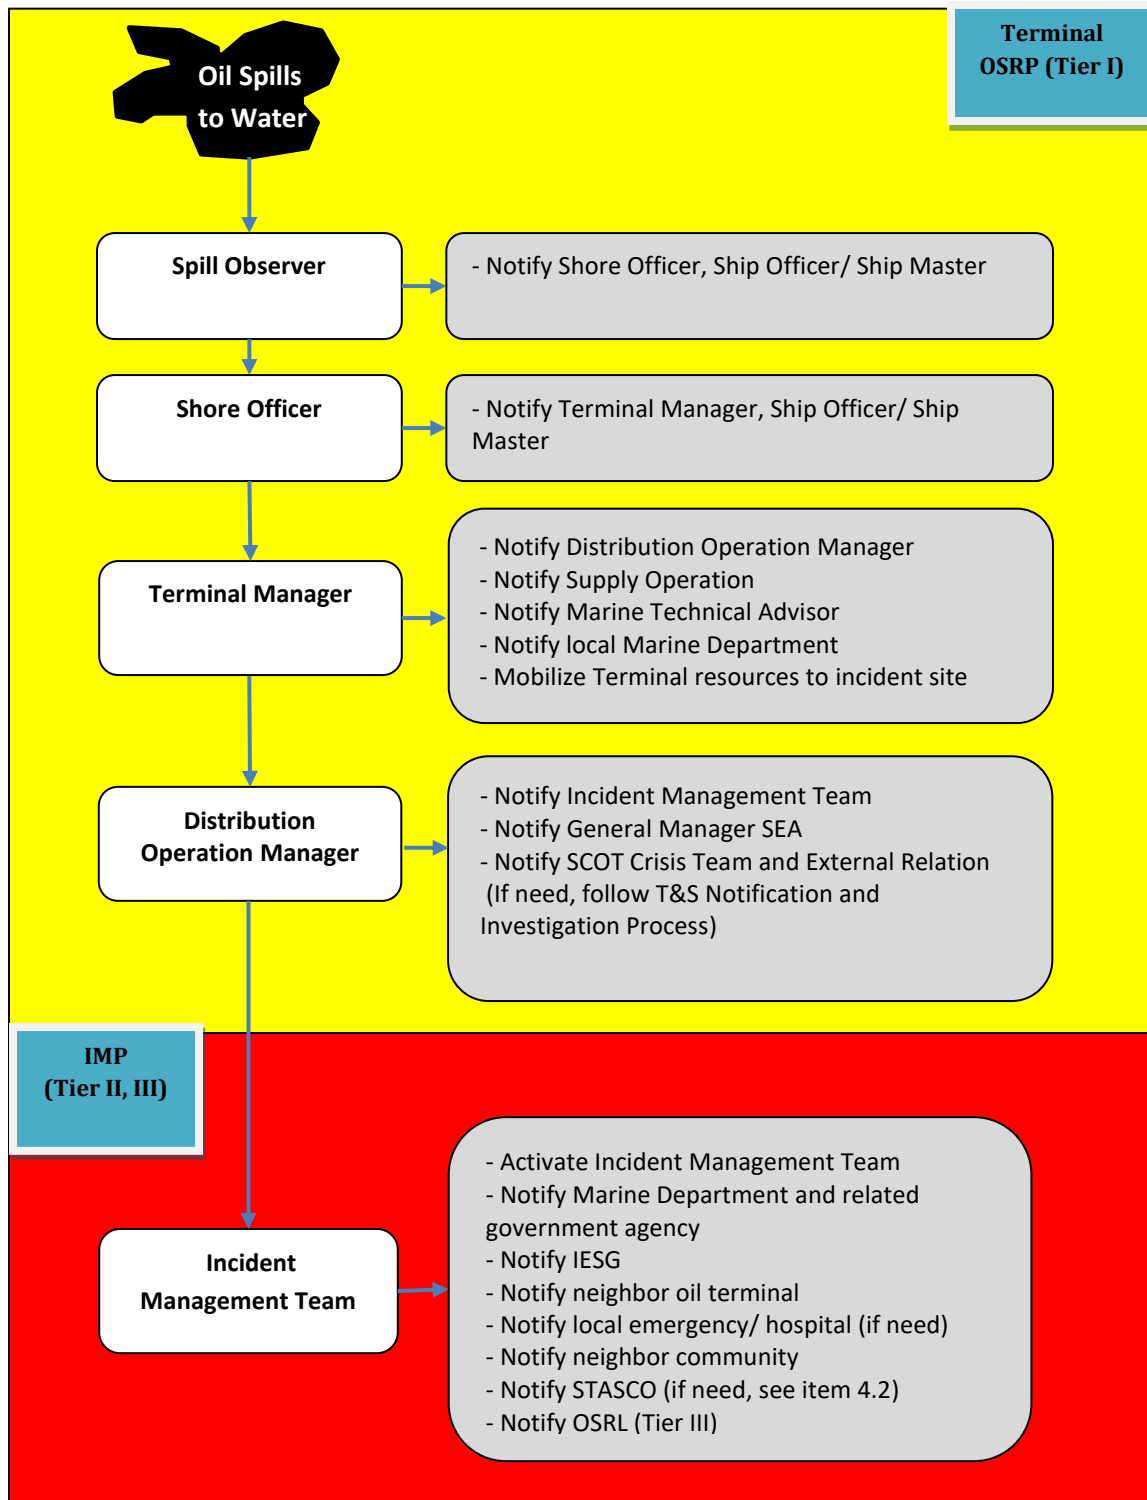 Terminal
OSRP (Tier I)
Oil Spills
to Water
Spill Observer
- Notify Shore Officer, Ship Officer/ Ship Master
Shore Officer
- Notify Terminal Manager, Ship Officer/ Ship
Master
Terminal Manager
- Notify Distribution Operation Manager
- Notify Supply Operation
- Notify Marine Technical Advisor
- Notify local Marine Department
- Mobilize Terminal resources to incident site
Distribution
Operation Manager
- Notify Incident Management Team
- Notify General Manager SEA
- Notify SCOT Crisis Team and External Relation
(If need, follow T&S Notification and
Investigation Process)
IMP
(Tier II, III)
Incident
Management Team
- Activate Incident Management Team
- Notify Marine Department and related
government agency
- Notify IESG
- Notify neighbor oil terminal
- Notify local emergency/ hospital (if need)
- Notify neighbor community
- Notify STASCO (if need, see item 4.2)
- Notify OSRL (Tier III)